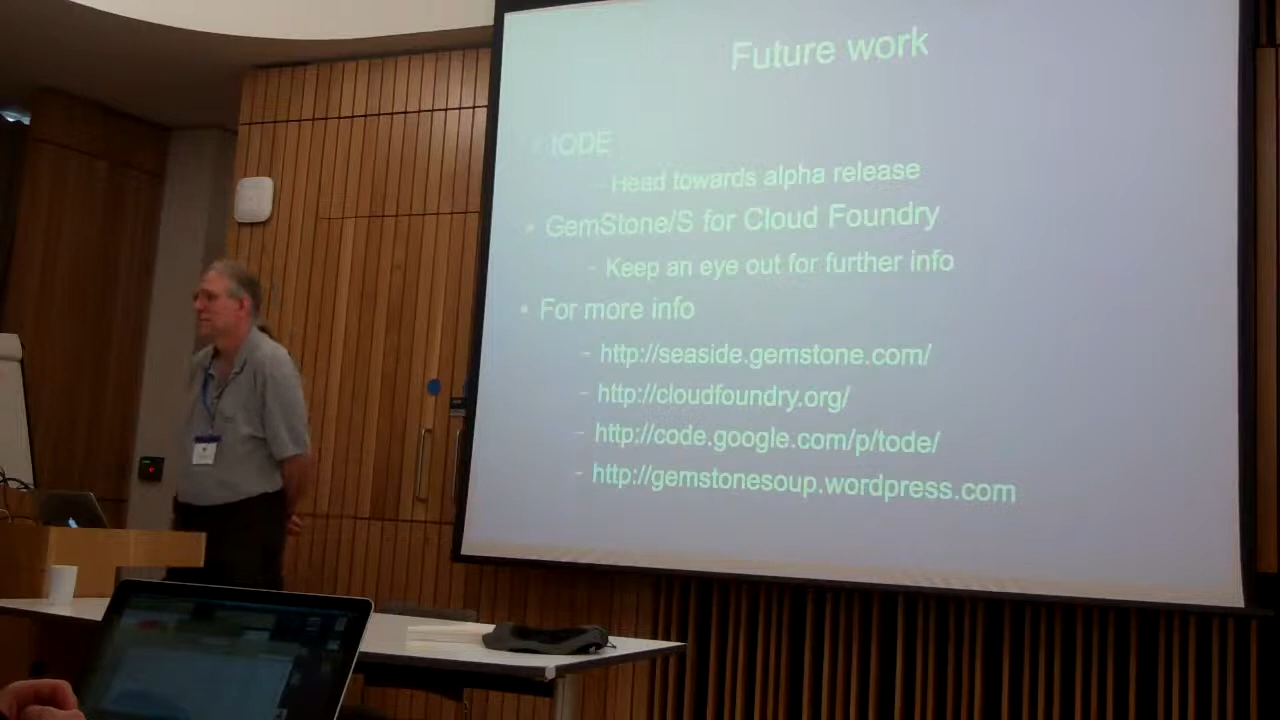 Future work
tODE
- Head towards alpha release
• GemStone/S for Cloud Foundry
- Keep an eye out for further info
• For more info
- http://seaside.gemstone.com/
- http://cloudfoundry.org/
- http://code.google.com/p/tode/
- http://gemstonesoup.wordpress.com